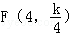 F (4, k/4)